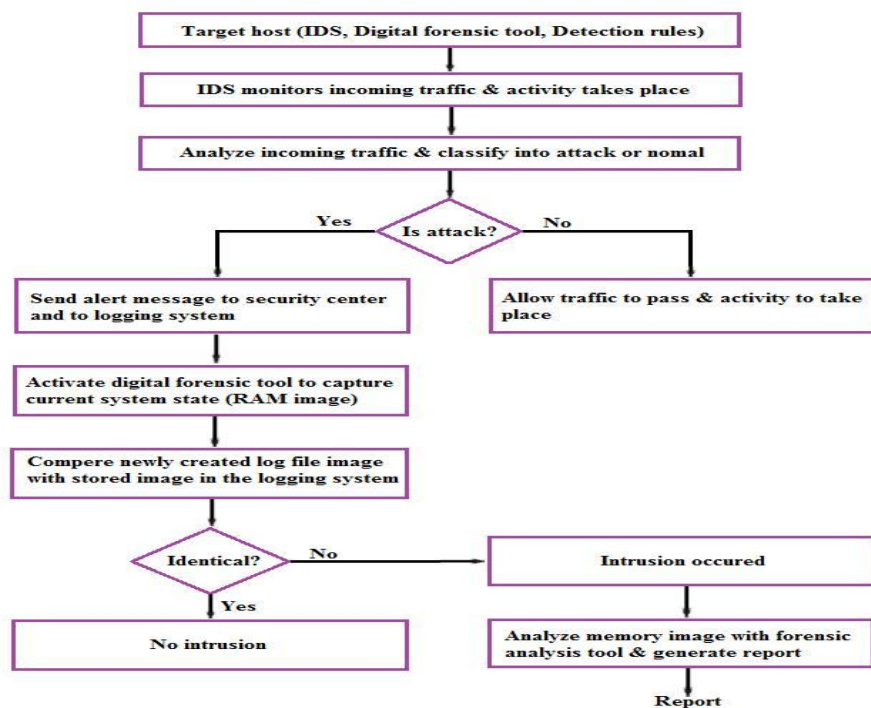 Target host (IDS, Digital forensic tool, Detection rules)
IDS monitors incoming traffic & activity takes place
Analyze incoming traffic & classify into attack or nomal
Is attack?
Yes
No
Send alert message to security center
and to logging system
Allow traffic to pass & activity to take
place
Activate digital forensic tool to capture
current system state (RAM image)
Compere newly created log file image
with stored image in the logging system
Identical?
No
Yes
Intrusion occured
No intrusion
Analyze memory image with forensic
analysis tool & generate report
Report